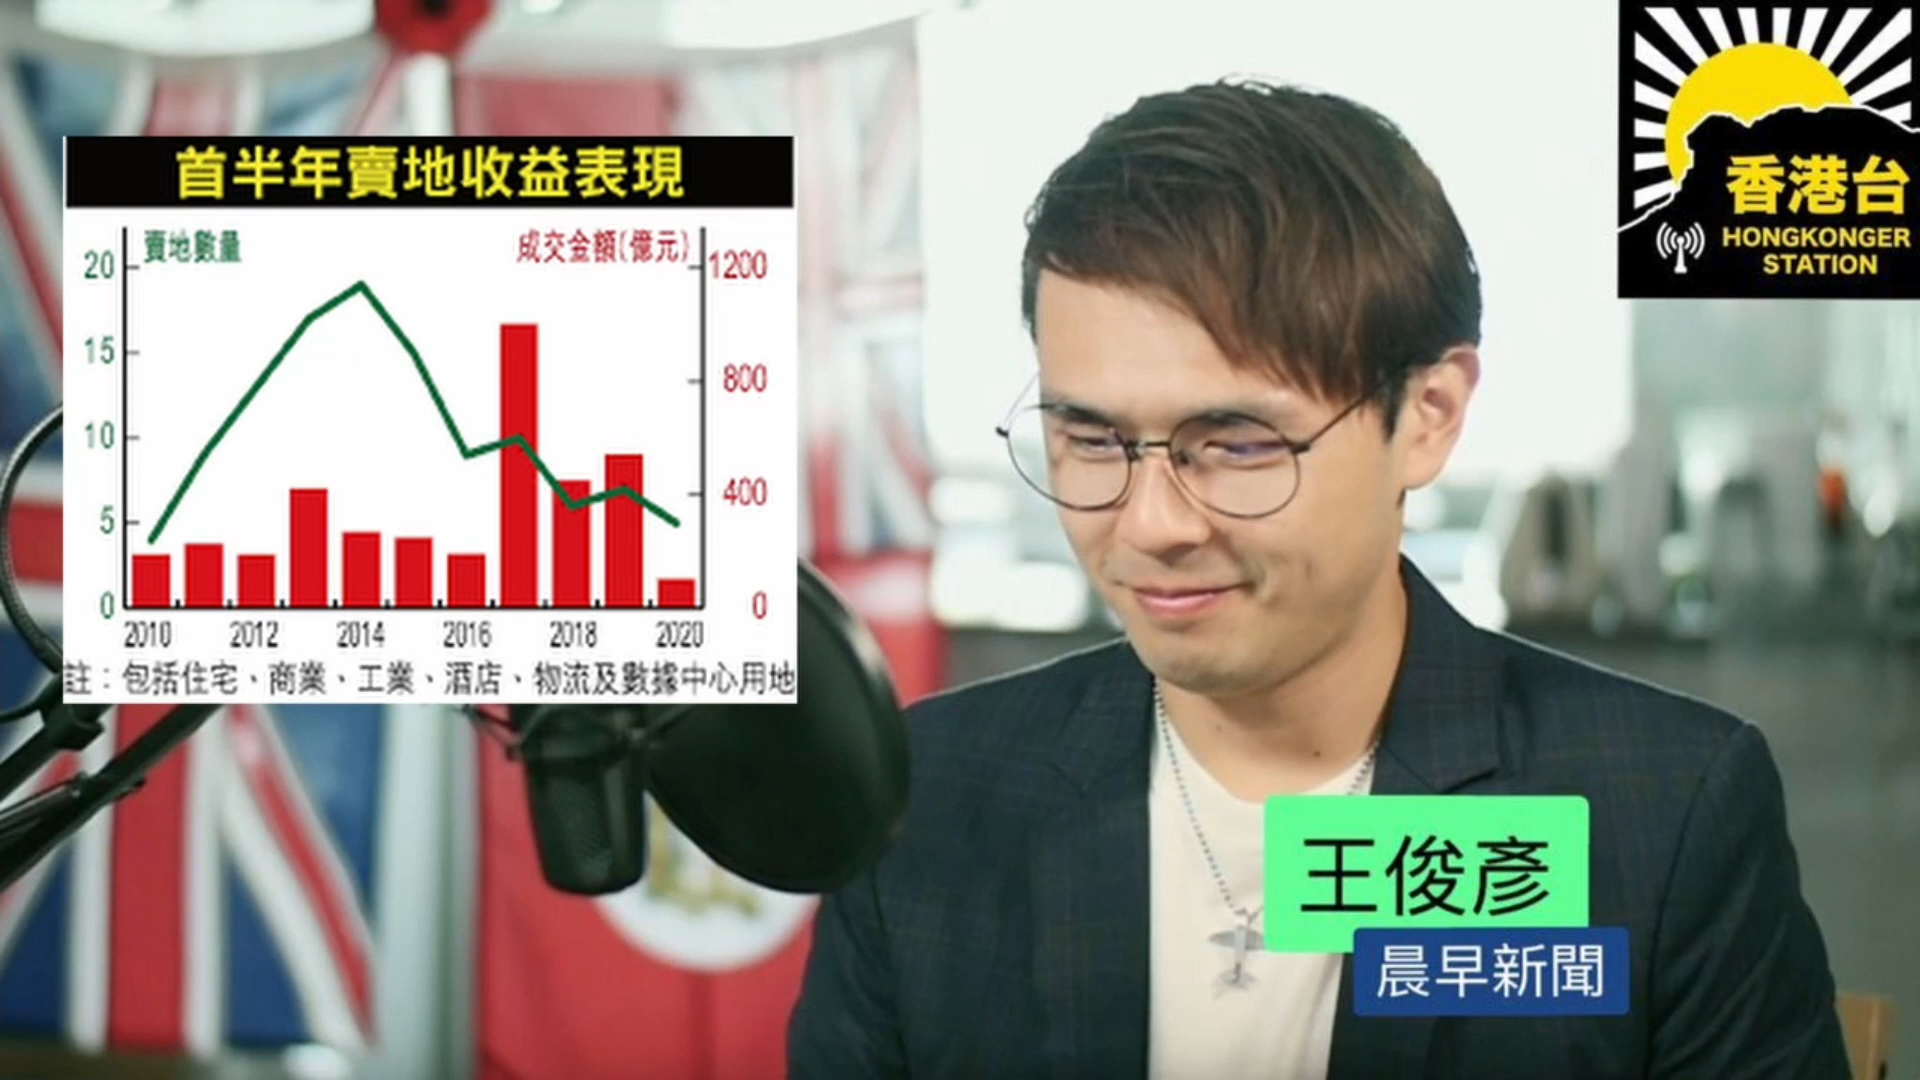 首半年賣地收益表現
賣地數量
成交金額(億元)
20
15
10
5
0
1200
800
400
0
2010 2012 2014 2016 2018 2020
註：包括住宅、商業、工業、酒店、物流及數據中心用地
香港台
HONGKONGER
STATION
王俊彥
晨早新聞